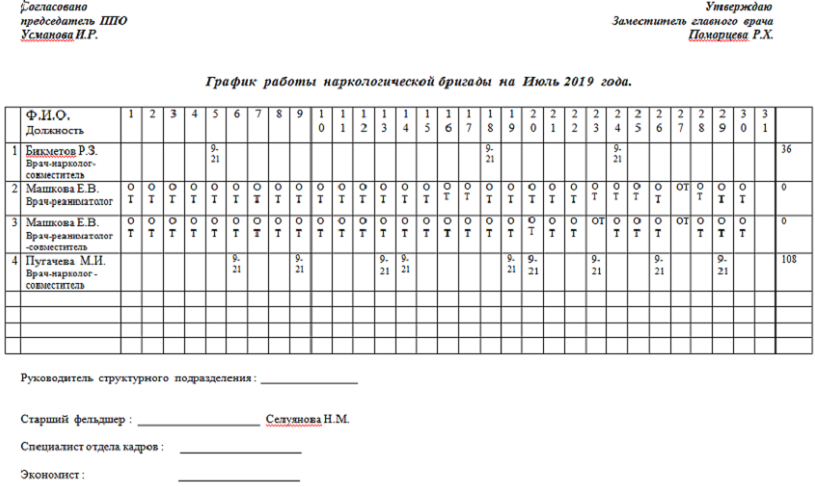 Согласовано
председатель ППО
Усманова И.Р.
Утверждаю
Заместитель главного врача
Поморцева Р.Х.
График работы наркологической бригады на Июль 2019 года.
Ф.И.О. Должность 1 2 3 4 5 6 7 8 9 10 11 12 13 14 15 16 17 18 19 20 21 22 23 24 25 26 27 28 29 30 31
1 Бикметов Р.З. Врач-нарколог-совместитель 9-21 9-21 9-21 36
2 Машкова Е.В. Врач-реаниматолог ОТ ОТ ОТ ОТ ОТ ОТ ОТ ОТ ОТ ОТ ОТ ОТ ОТ ОТ ОТ ОТ ОТ ОТ ОТ ОТ ОТ ОТ ОТ ОТ ОТ ОТ ОТ ОТ ОТ ОТ 0
3 Машкова Е.В. Врач-реаниматолог-совместитель ОТ ОТ ОТ ОТ ОТ ОТ ОТ ОТ ОТ ОТ ОТ ОТ ОТ ОТ ОТ ОТ ОТ ОТ ОТ ОТ ОТ ОТ ОТ ОТ ОТ ОТ ОТ ОТ ОТ ОТ 0
4 Пугачева М.И. Врач-нарколог-совместитель 9-21 9-21 9-21 9-21 9-21 9-21 9-21 9-21 9-21 108
Руководитель структурного подразделения : ________________
Старший фельдшер : ________________ Селуянова Н.М.
Специалист отдела кадров : ________________
Экономист : ________________